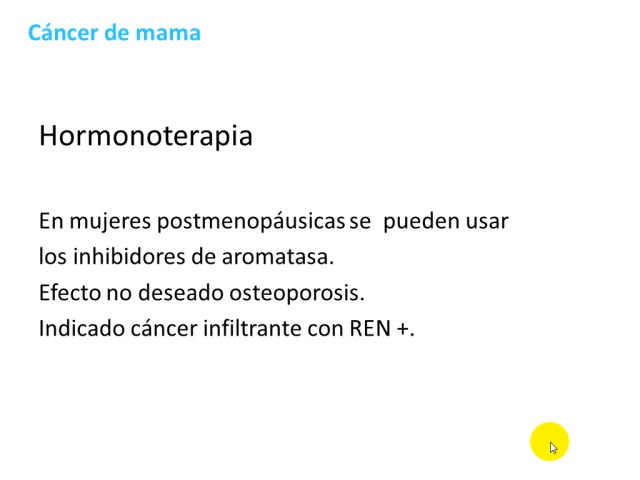 Cáncer de mama
Hormonoterapia
En mujeres postmenopáusicas se pueden usar
los inhibidores de aromatasa.
Efecto no deseado osteoporosis.
Indicado cáncer infiltrante con REN +.